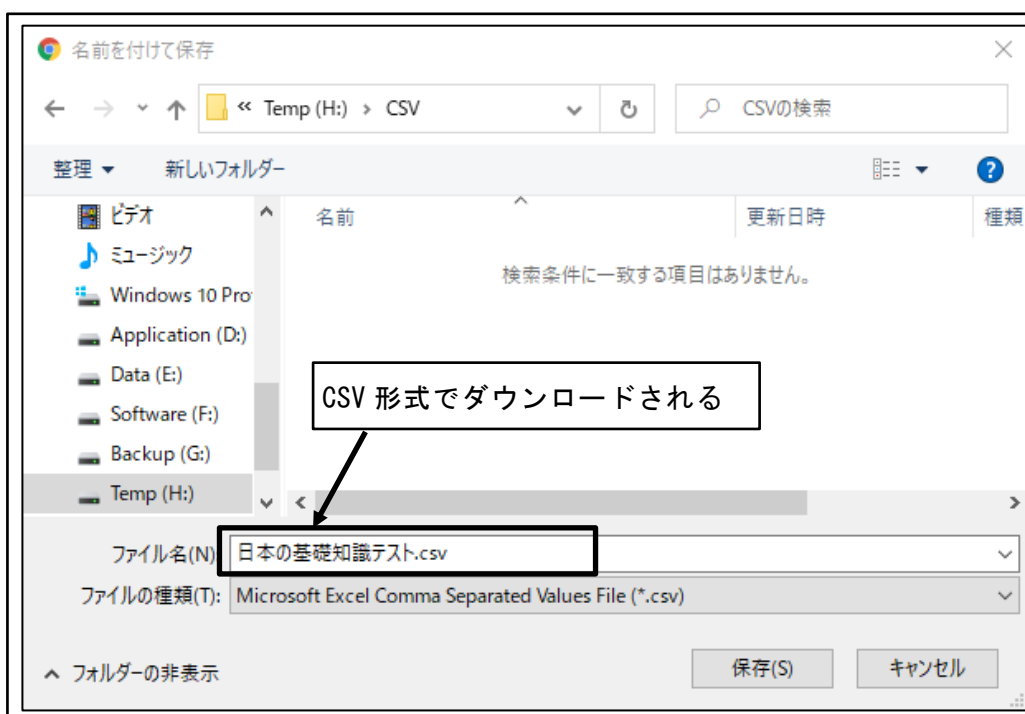 名前を付けて保存
« Temp (H:) › CSV
CSVの検索
整理
新しいフォルダー
?
ビデオ
ミュージック
Windows 10 Pro
Application (D:)
Data (E:)
Software (F:)
Backup (G:)
Temp (H:)
名前
更新日時
種類
検索条件に一致する項目はありません。
CSV 形式でダウンロードされる
ファイル名(N): 日本の基礎知識テスト.csv
ファイルの種類(T): Microsoft Excel Comma Separated Values File (*.csv)
フォルダーの非表示
保存(S)
キャンセル